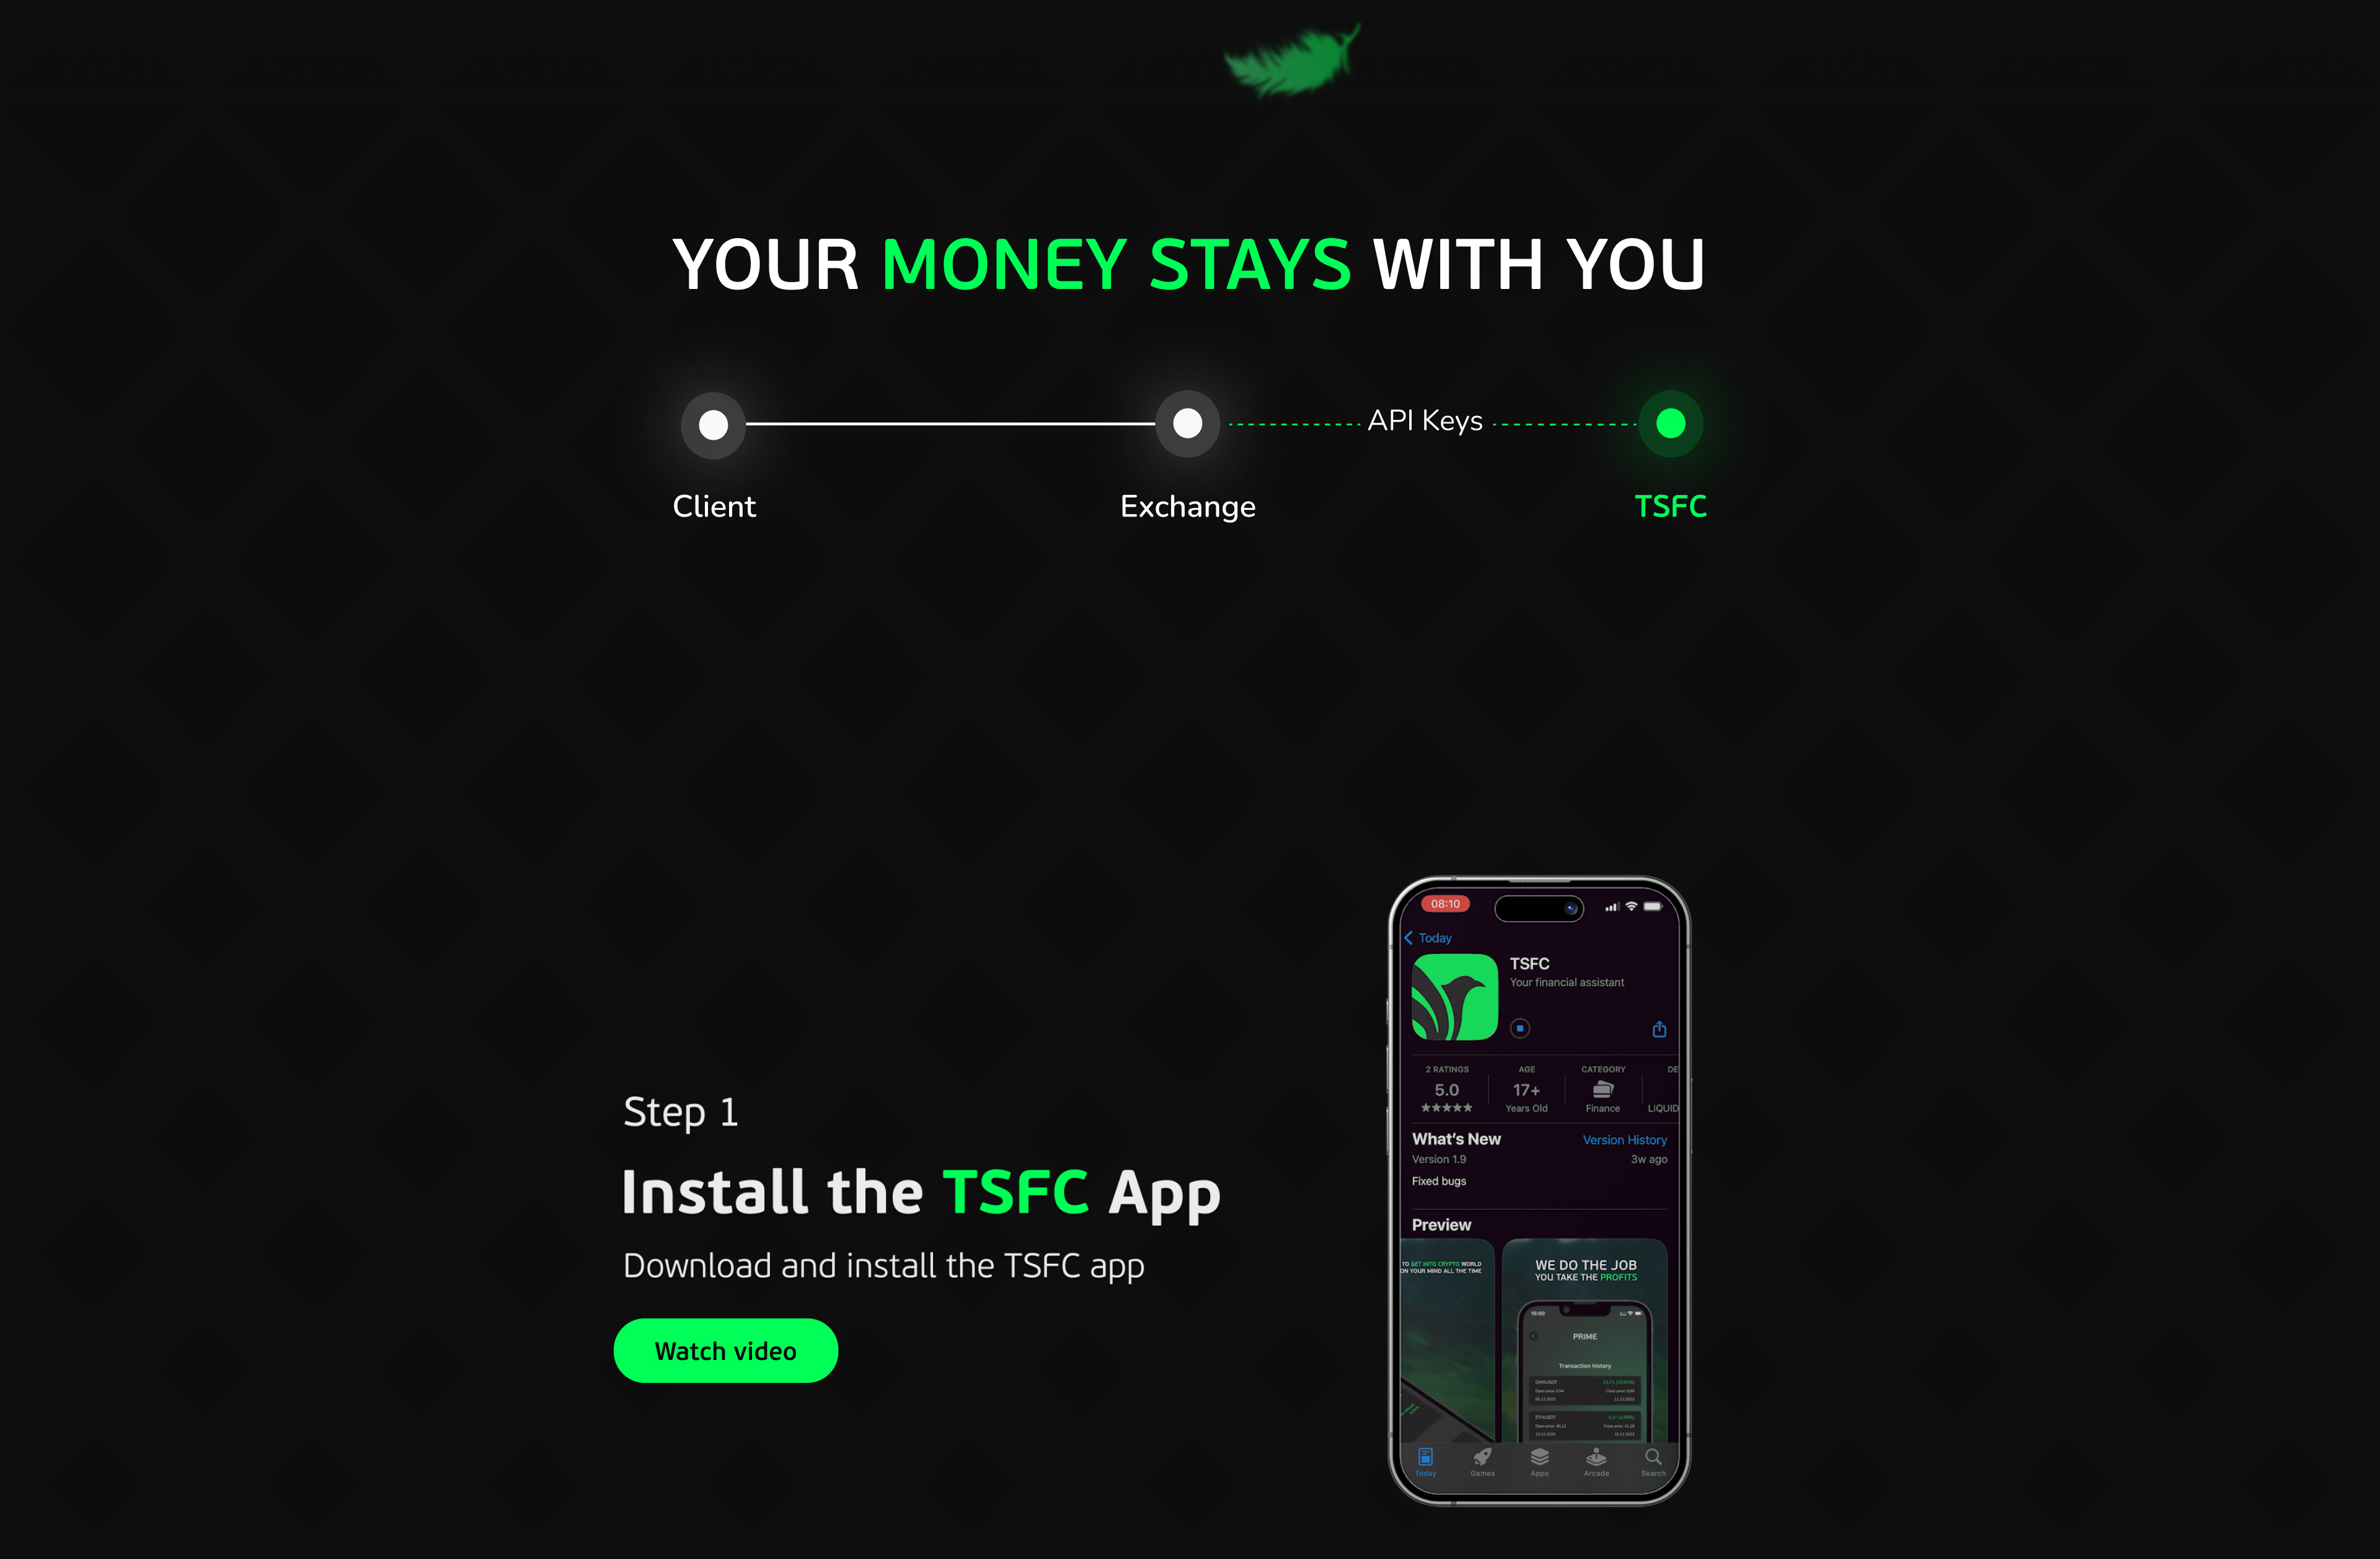 YOUR MONEY STAYS WITH YOU
API Keys
Client
Exchange
TSFC
08:10
Today
TSFC
Your financial assistant
2 RATINGS
AGE
CATEGORY
DE
5.0
17+
★★★★★
Years Old
Finance
LIQUID
What's New
Version History
Version 1.9
3w ago
Fixed bugs
Preview
TO GET INTO CRYPTO WORLD
ON YOUR MIND ALL THE TIME
WE DO THE JOB
YOU TAKE THE PROFITS
15:00
PRIME
Transaction history
ETHUSDT
Today
Games
Apps
Arcade
Search
Step 1
Install the TSFC App
Download and install the TSFC app
Watch video